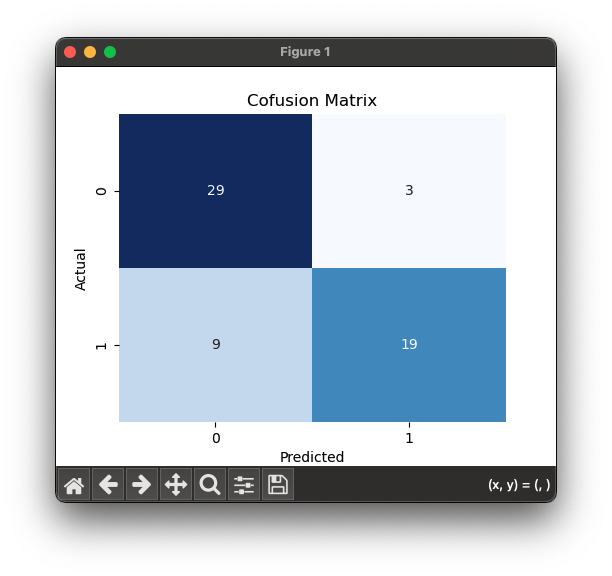 Figure 1
Cofusion Matrix
0
29
3
Actual
1
9
19
0
1
Predicted
(x, y) = (, )